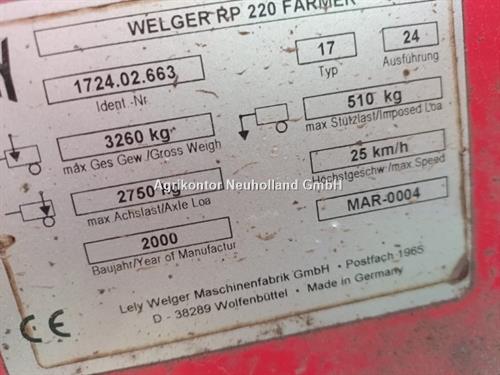 WELGER RP 220 FARMER
17
24
Typ
Ausführung
1724.02.663
Ident.-Nr.
3260 kg
510 kg
max Ges Gew /Gross Weigh
max Stützlast/Imposed Loa
25 km/h
Höchstgeschw/max Speed
2750 kg
Agrikontor Neuholland GmbH
max Achslast/Axle Loa
MAR-0004
2000
Baujahr/Year of Manufactur
Lely Welger Maschinenfabrik GmbH · Postfach 1965
D - 38289 Wolfenbüttel · Made in Germany
CE